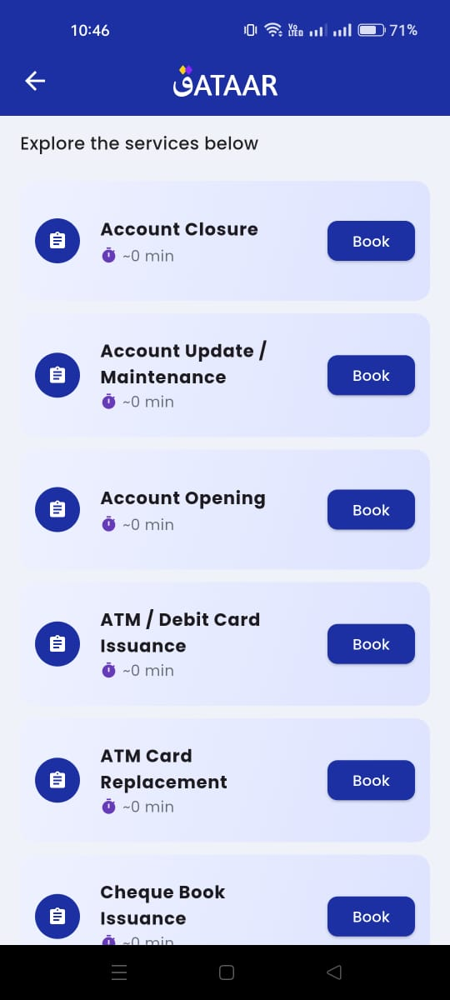 10:46
Vo
LTED
71%
قATAAR
Explore the services below
Account Closure
~0 min
Book
Account Update /
Maintenance
~0 min
Book
Account Opening
~0 min
Book
ATM / Debit Card
Issuance
~0 min
Book
ATM Card
Replacement
~0 min
Book
Cheque Book
Issuance
~0 min
Book